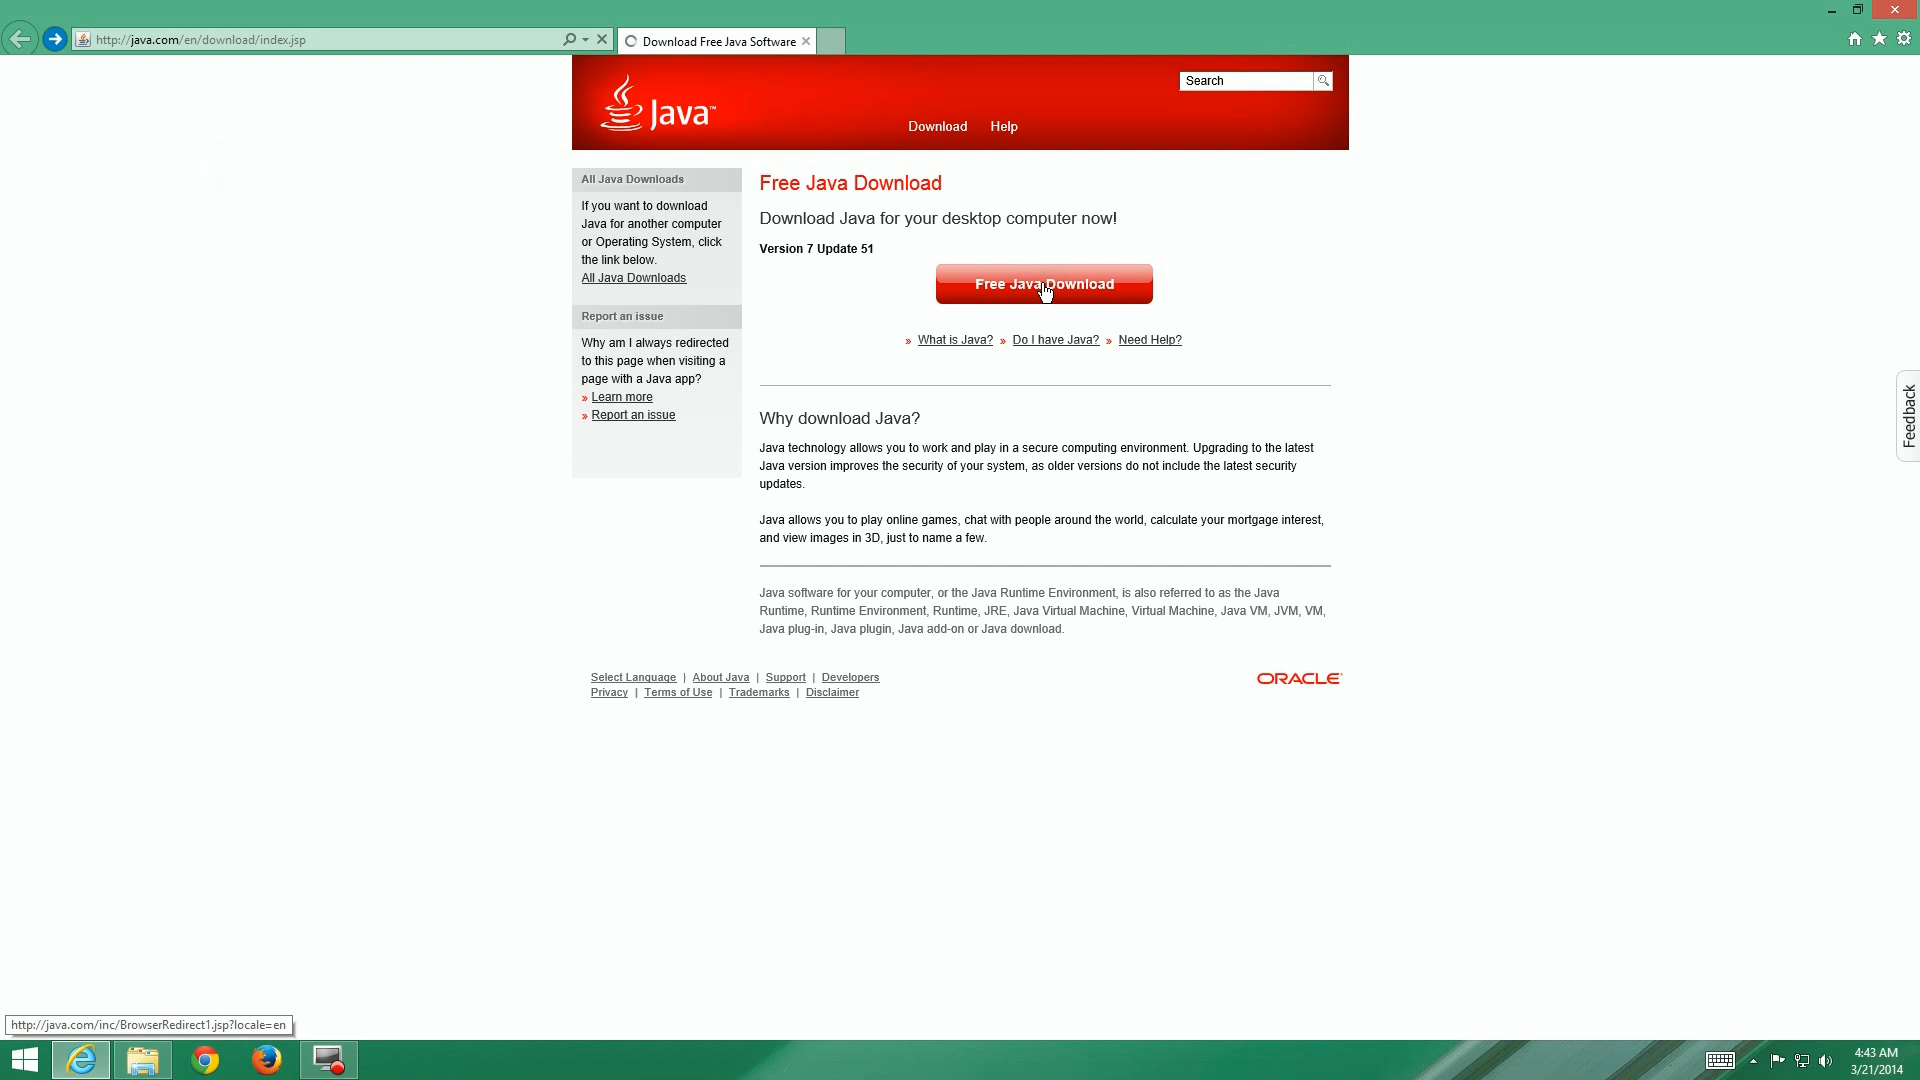 http://java.com/en/download/index.jsp
Download Free Java Software
Search
Java™
Download Help
All Java Downloads
If you want to download
Java for another computer
or Operating System, click
the link below.
All Java Downloads
Report an issue
Why am I always redirected
to this page when visiting a
page with a Java app?
» Learn more
» Report an issue
Free Java Download
Download Java for your desktop computer now!
Version 7 Update 51
Free Java Download
» What is Java? » Do I have Java? » Need Help?
Why download Java?
Java technology allows you to work and play in a secure computing environment. Upgrading to the latest
Java version improves the security of your system, as older versions do not include the latest security
updates.
Java allows you to play online games, chat with people around the world, calculate your mortgage interest,
and view images in 3D, just to name a few.
Java software for your computer, or the Java Runtime Environment, is also referred to as the Java
Runtime, Runtime Environment, Runtime, JRE, Java Virtual Machine, Virtual Machine, Java VM, JVM, VM,
Java plug-in, Java plugin, Java add-on or Java download.
Select Language | About Java | Support | Developers
Privacy | Terms of Use | Trademarks | Disclaimer
ORACLE
Feedback
http://java.com/inc/BrowserRedirect1.jsp?locale=en
4:43 AM
3/21/2014